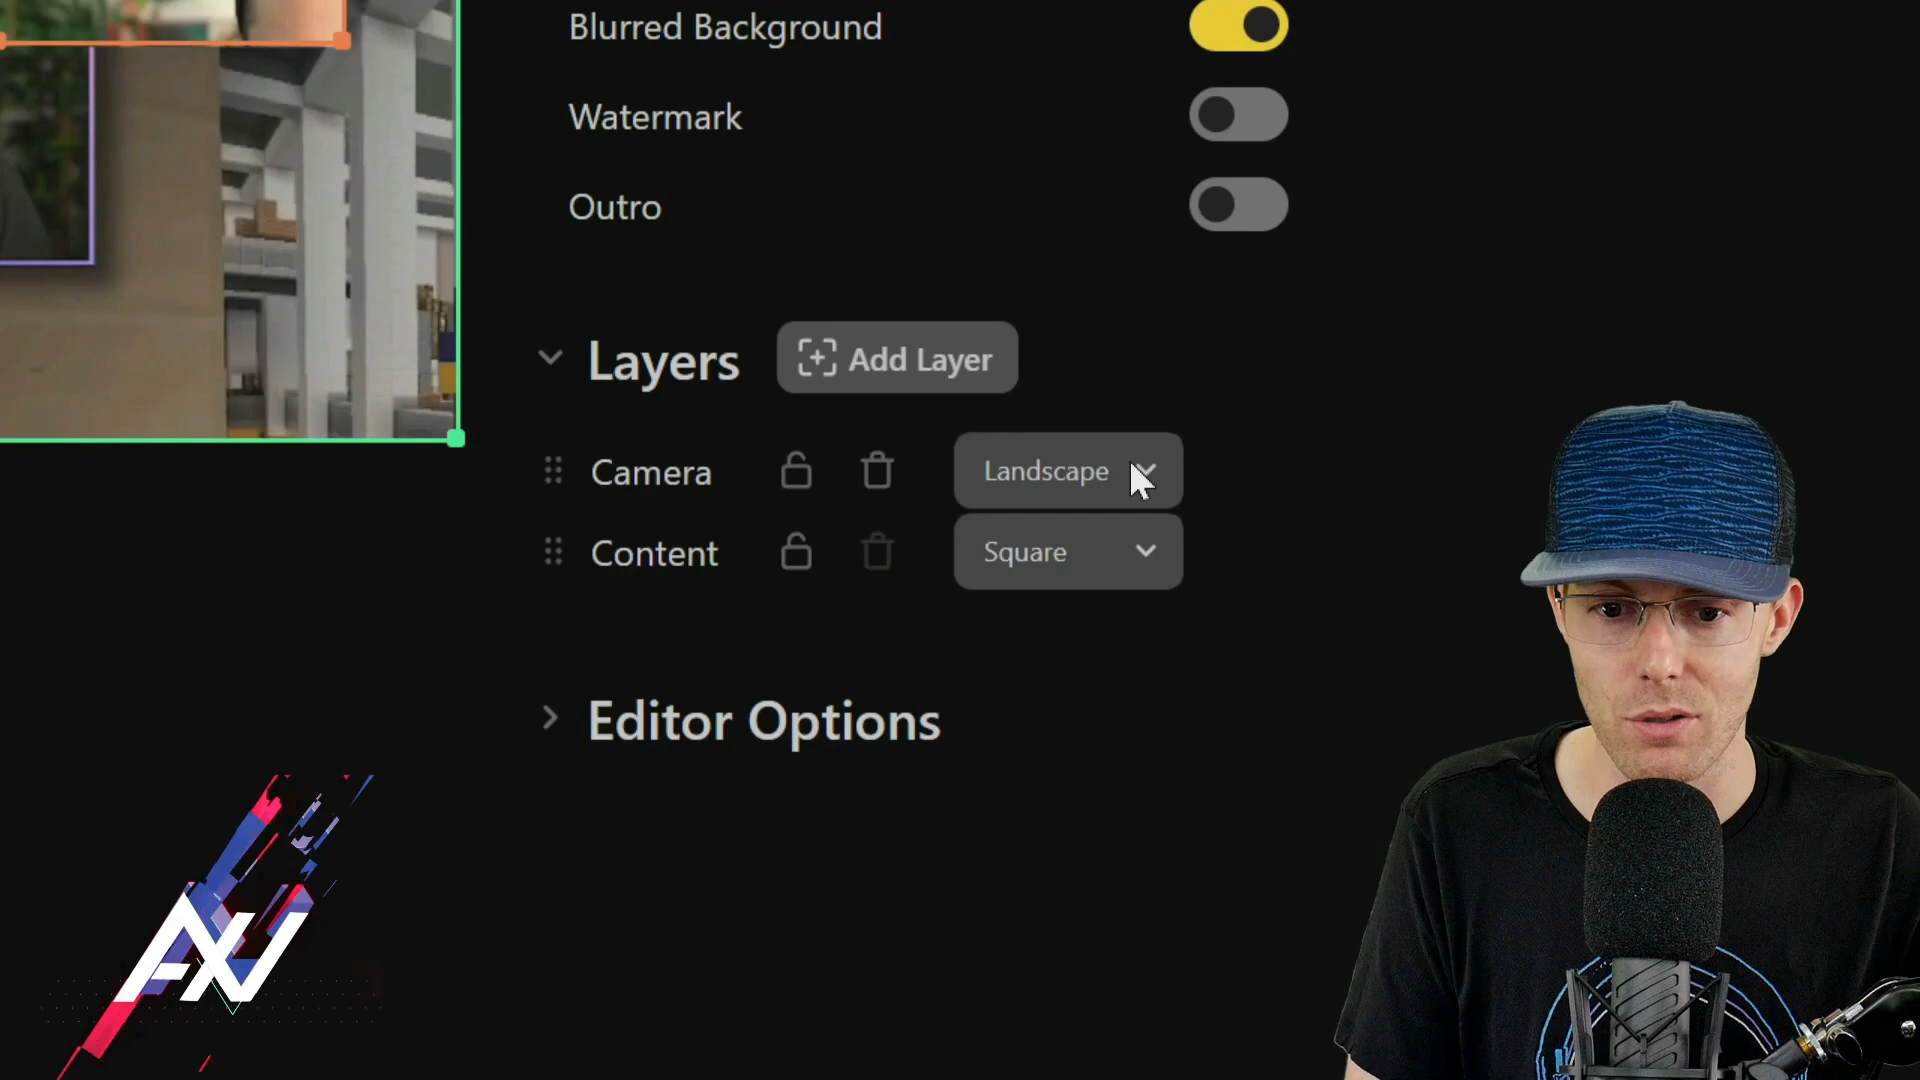 Blurred Background
Watermark
Outro
Layers
Add Layer
Camera
Landscape
Content
Square
Editor Options